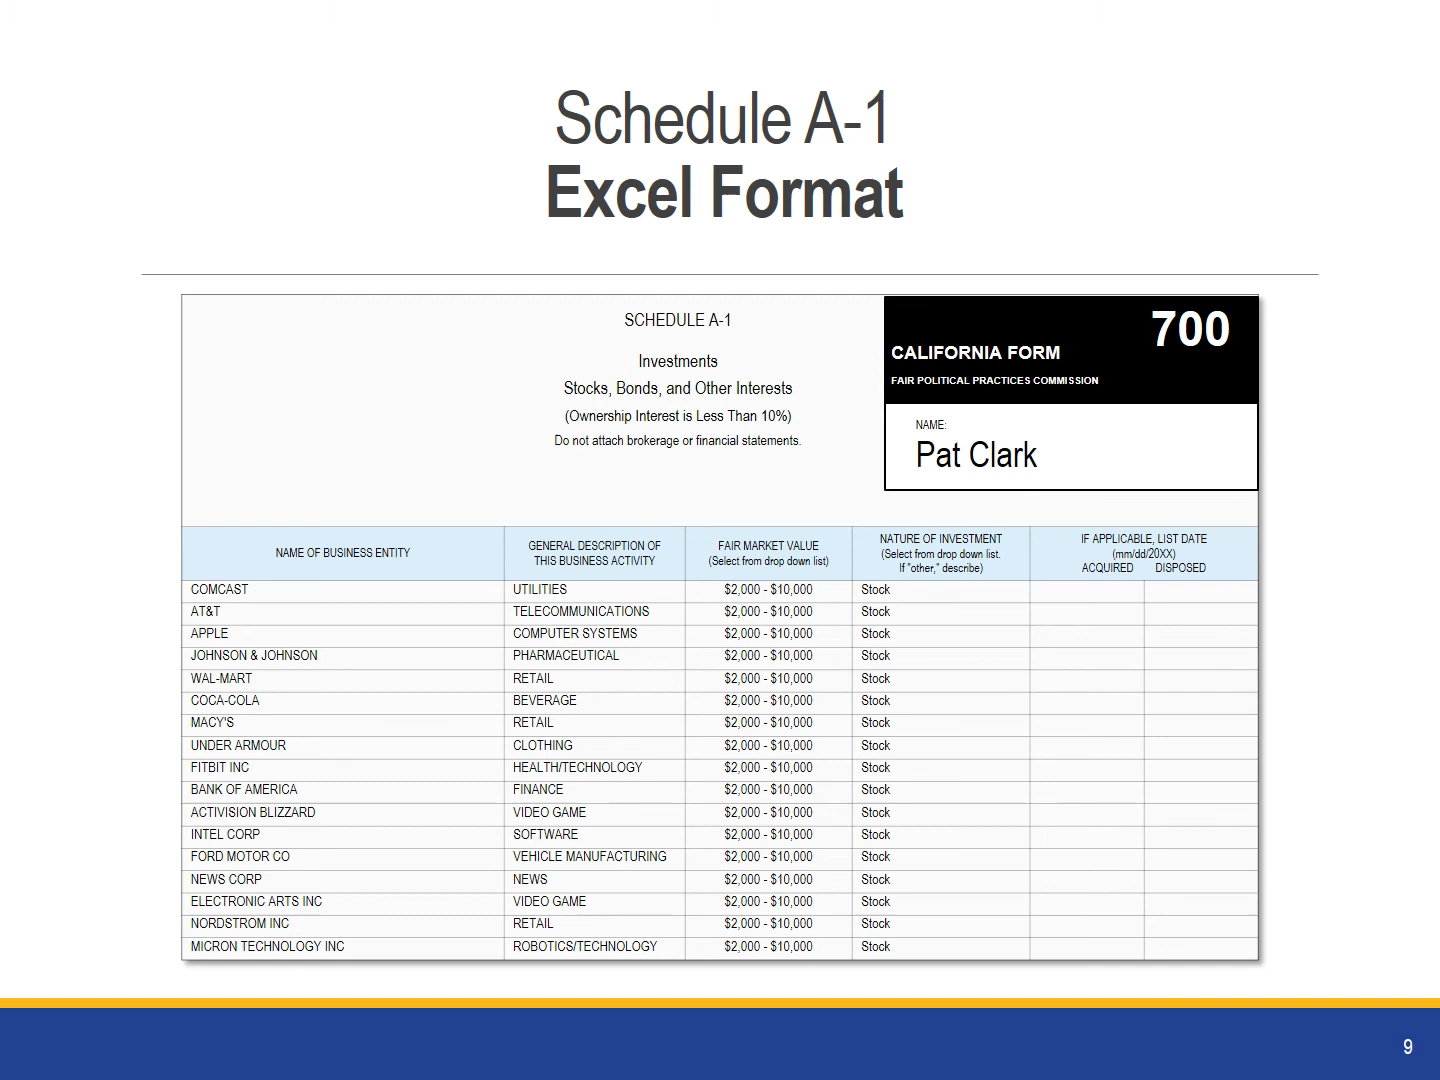 Schedule A-1
Excel Format
SCHEDULE A-1
Investments
Stocks, Bonds, and Other Interests
(Ownership Interest is Less Than 10%)
Do not attach brokerage or financial statements.
700
CALIFORNIA FORM
FAIR POLITICAL PRACTICES COMMISSION
NAME:
Pat Clark
NAME OF BUSINESS ENTITY
GENERAL DESCRIPTION OF
THIS BUSINESS ACTIVITY
FAIR MARKET VALUE
(Select from drop down list)
NATURE OF INVESTMENT
(Select from drop down list.
If "other," describe)
IF APPLICABLE, LIST DATE
(mm/dd/20XX)
ACQUIRED DISPOSED
COMCAST UTILITIES $2,000 - $10,000 Stock
AT&T TELECOMMUNICATIONS $2,000 - $10,000 Stock
APPLE COMPUTER SYSTEMS $2,000 - $10,000 Stock
JOHNSON & JOHNSON PHARMACEUTICAL $2,000 - $10,000 Stock
WAL-MART RETAIL $2,000 - $10,000 Stock
COCA-COLA BEVERAGE $2,000 - $10,000 Stock
MACY'S RETAIL $2,000 - $10,000 Stock
UNDER ARMOUR CLOTHING $2,000 - $10,000 Stock
FITBIT INC HEALTH/TECHNOLOGY $2,000 - $10,000 Stock
BANK OF AMERICA FINANCE $2,000 - $10,000 Stock
ACTIVISION BLIZZARD VIDEO GAME $2,000 - $10,000 Stock
INTEL CORP SOFTWARE $2,000 - $10,000 Stock
FORD MOTOR CO VEHICLE MANUFACTURING $2,000 - $10,000 Stock
NEWS CORP NEWS $2,000 - $10,000 Stock
ELECTRONIC ARTS INC VIDEO GAME $2,000 - $10,000 Stock
NORDSTROM INC RETAIL $2,000 - $10,000 Stock
MICRON TECHNOLOGY INC ROBOTICS/TECHNOLOGY $2,000 - $10,000 Stock
9